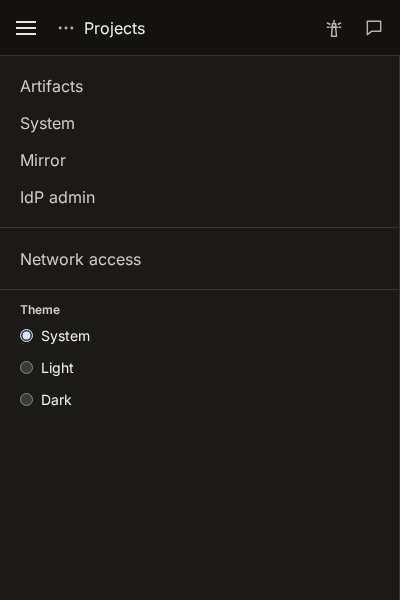 Projects
Artifacts
System
Mirror
IdP admin
Network access
Theme
System
Light
Dark